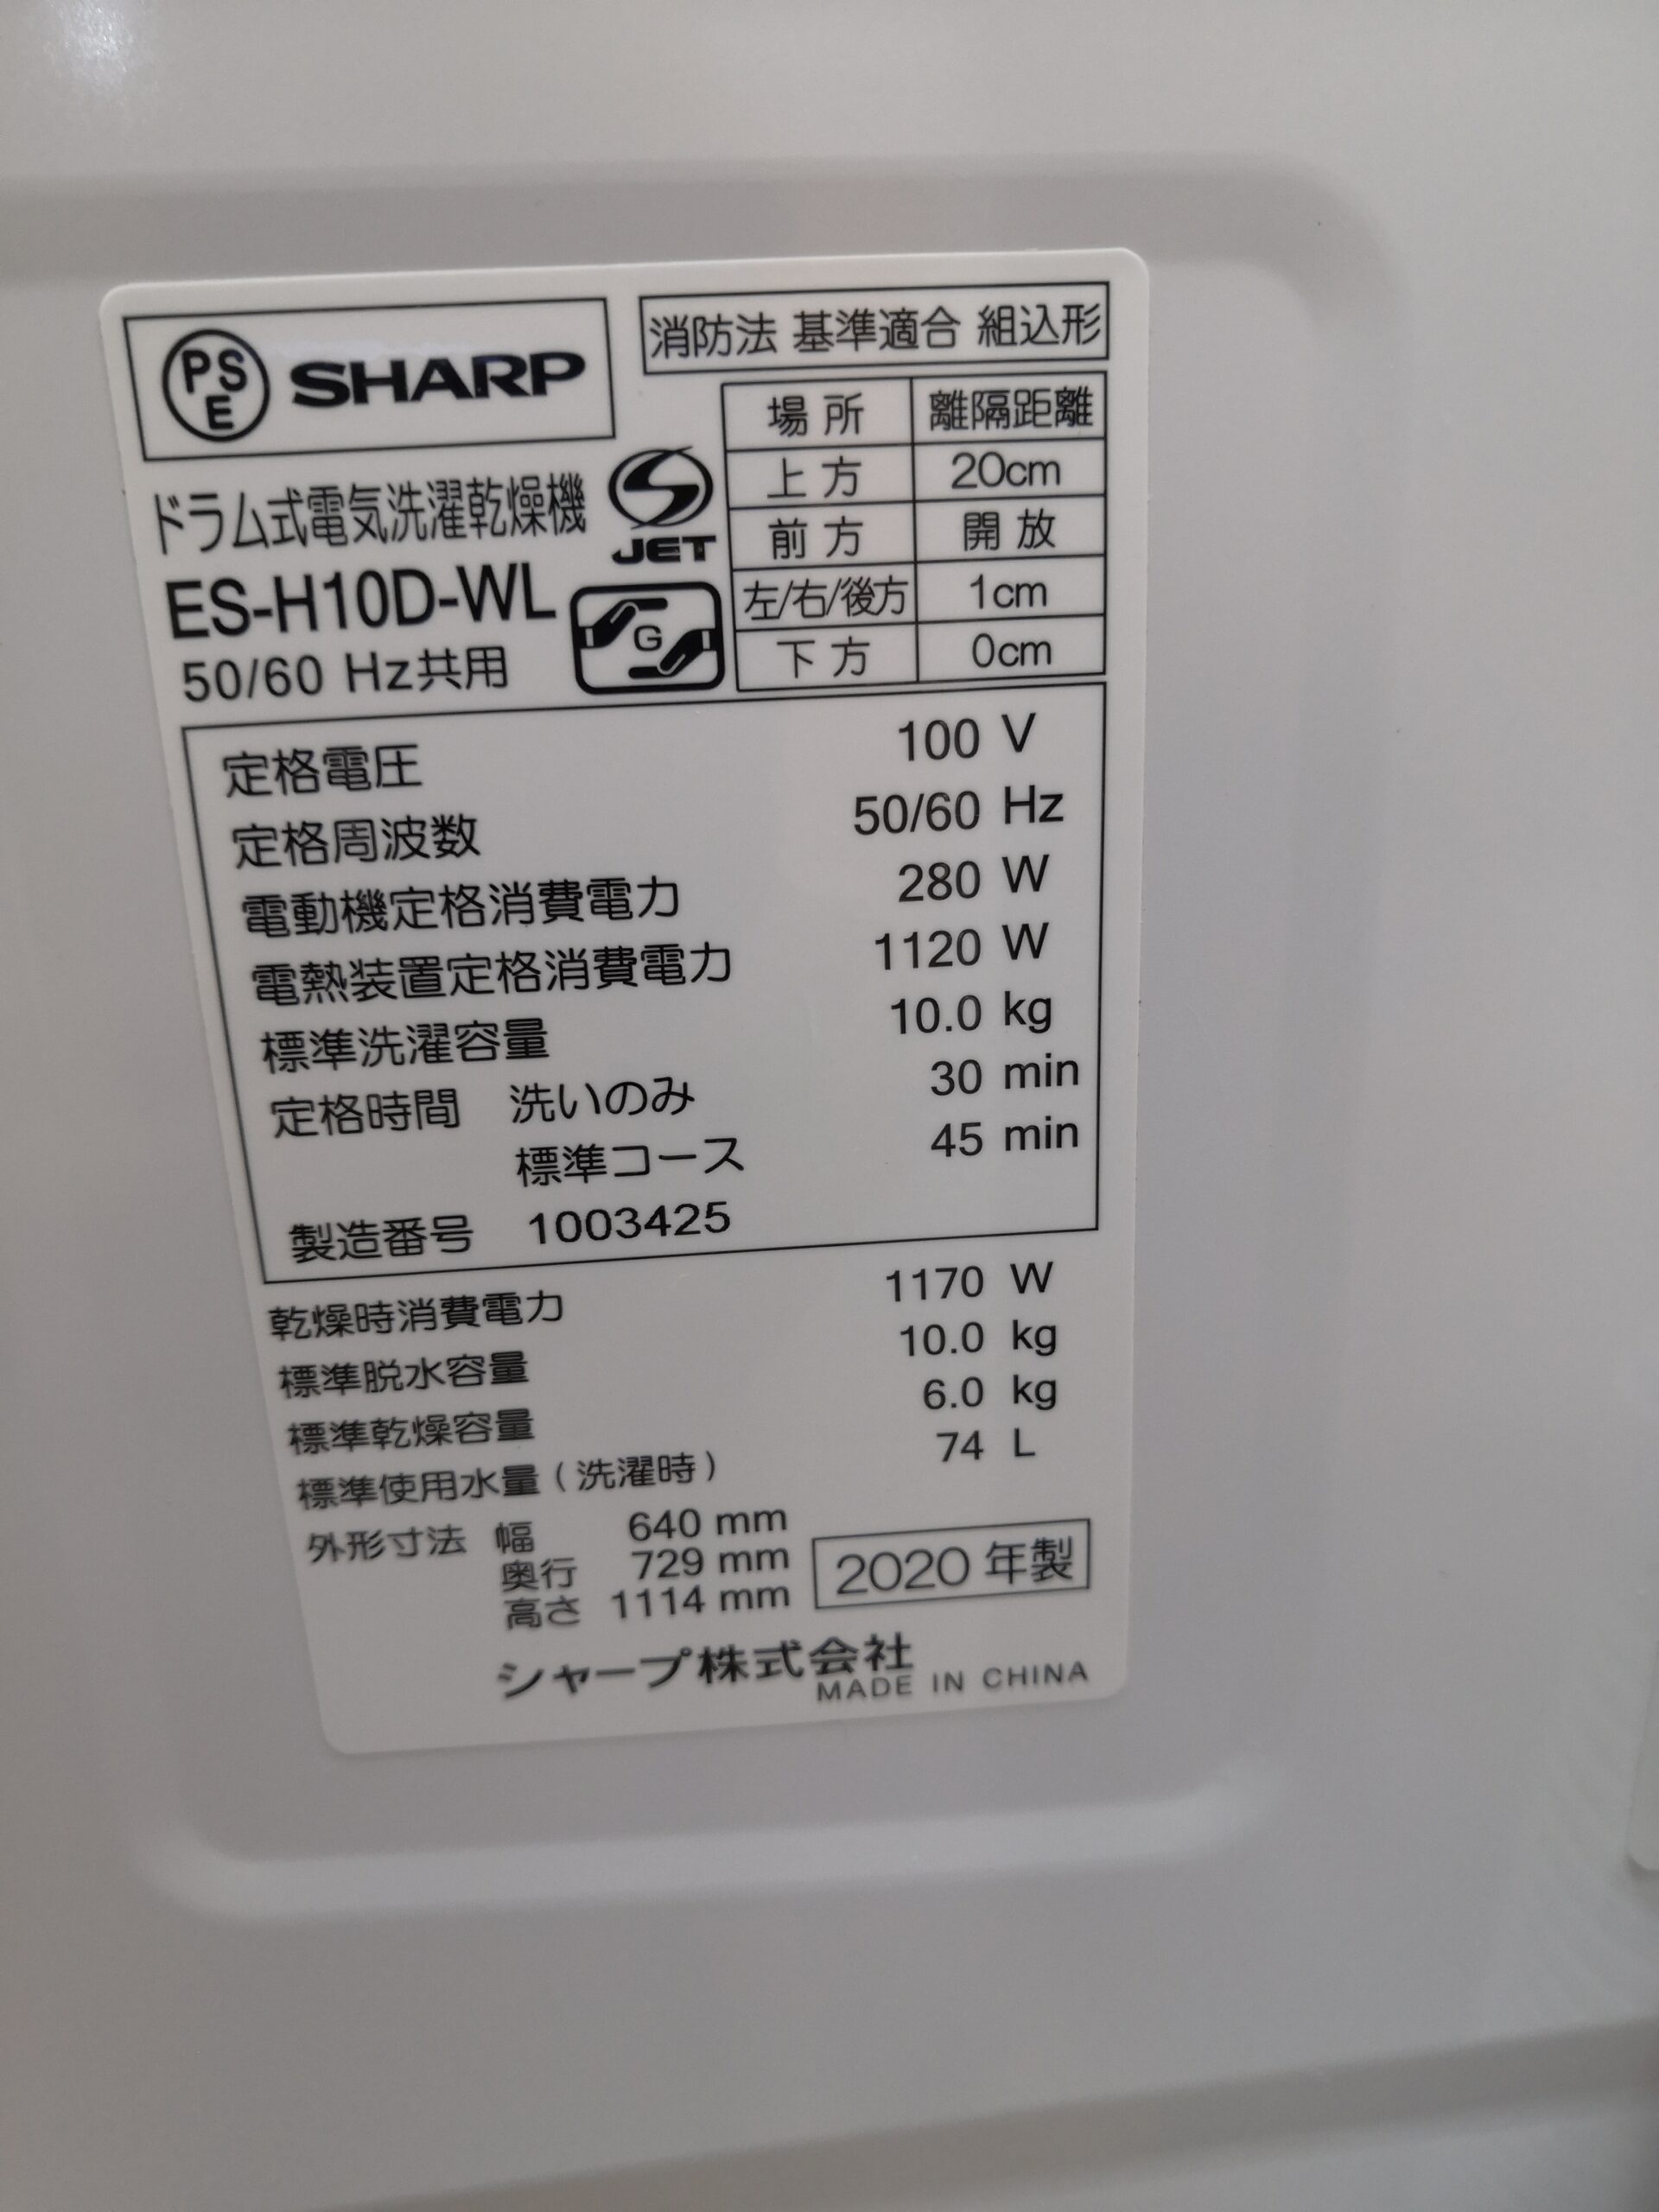 PSE SHARP
消防法 基準適合 組込形
場所 離隔距離
上方 20cm
前方 開放
左/右/後方 1cm
下方 0cm
ドラム式電気洗濯乾燥機
JET
ES-H10D-WL
G
50/60 Hz共用
定格電圧 100 V
定格周波数 50/60 Hz
電動機定格消費電力 280 W
電熱装置定格消費電力 1120 W
標準洗濯容量 10.0 kg
定格時間 洗いのみ 30 min
標準コース 45 min
製造番号 1003425
乾燥時消費電力 1170 W
標準脱水容量 10.0 kg
標準乾燥容量 6.0 kg
標準使用水量(洗濯時) 74 L
外形寸法 幅 640 mm
奥行 729 mm
高さ 1114 mm
2020 年製
シャープ株式会社
MADE IN CHINA